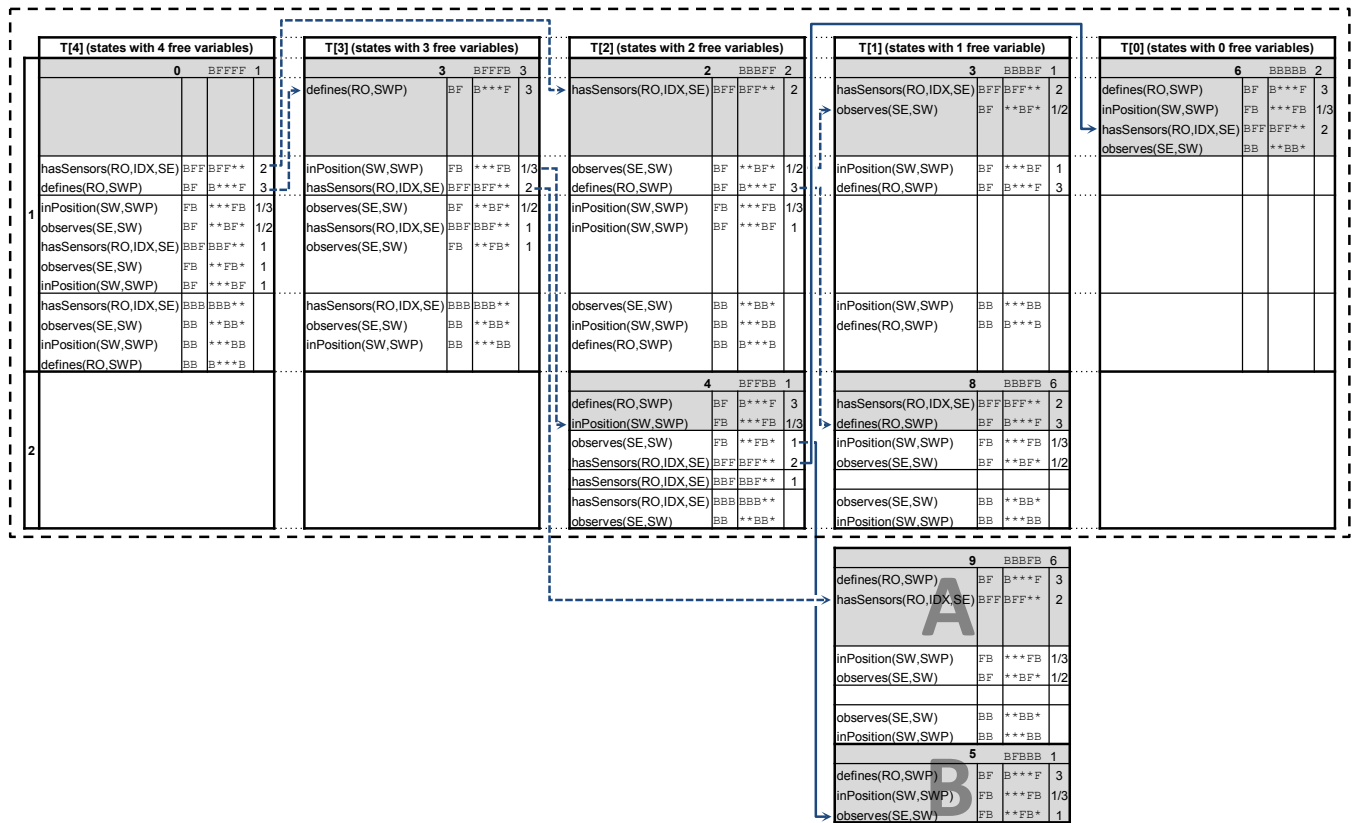 T[4] (states with 4 free variables)
0 BFFFF 1
hasSensors(RO,IDX,SE) BFF BFF** 2
defines(RO,SWP) BF B***F 3
1
inPosition(SW,SWP) FB ***FB 1/3
observes(SE,SW) BF **BF* 1/2
hasSensors(RO,IDX,SE) BBF BBF** 1
observes(SE,SW) FB **FB* 1
inPosition(SW,SWP) BF ***BF 1
hasSensors(RO,IDX,SE) BBB BBB**
observes(SE,SW) BB **BB*
inPosition(SW,SWP) BB ***BB
defines(RO,SWP) BB B***B
2
T[3] (states with 3 free variables)
3 BFFFB 3
defines(RO,SWP) BF B***F 3
inPosition(SW,SWP) FB ***FB 1/3
hasSensors(RO,IDX,SE) BFF BFF** 2
observes(SE,SW) BF **BF* 1/2
hasSensors(RO,IDX,SE) BBF BBF** 1
observes(SE,SW) FB **FB* 1
hasSensors(RO,IDX,SE) BBB BBB**
observes(SE,SW) BB **BB*
inPosition(SW,SWP) BB ***BB
T[2] (states with 2 free variables)
2 BBBFF 2
hasSensors(RO,IDX,SE) BFF BFF** 2
observes(SE,SW) BF **BF* 1/2
defines(RO,SWP) BF B***F 3
inPosition(SW,SWP) FB ***FB 1/3
inPosition(SW,SWP) BF ***BF 1
observes(SE,SW) BB **BB*
inPosition(SW,SWP) BB ***BB
defines(RO,SWP) BB B***B
4 BFFBB 1
defines(RO,SWP) BF B***F 3
inPosition(SW,SWP) FB ***FB 1/3
observes(SE,SW) FB **FB* 1
hasSensors(RO,IDX,SE) BFF BFF** 2
hasSensors(RO,IDX,SE) BBF BBF** 1
hasSensors(RO,IDX,SE) BBB BBB**
observes(SE,SW) BB **BB*
T[1] (states with 1 free variable)
3 BBBBF 1
hasSensors(RO,IDX,SE) BFF BFF** 2
observes(SE,SW) BF **BF* 1/2
inPosition(SW,SWP) BF ***BF 1
defines(RO,SWP) BF B***F 3
inPosition(SW,SWP) BB ***BB
defines(RO,SWP) BB B***B
8 BBBFB 6
hasSensors(RO,IDX,SE) BFF BFF** 2
defines(RO,SWP) BF B***F 3
inPosition(SW,SWP) FB ***FB 1/3
observes(SE,SW) BF **BF* 1/2
observes(SE,SW) BB **BB*
inPosition(SW,SWP) BB ***BB
T[0] (states with 0 free variables)
6 BBBBB 2
defines(RO,SWP) BF B***F 3
inPosition(SW,SWP) FB ***FB 1/3
hasSensors(RO,IDX,SE) BFF BFF** 2
observes(SE,SW) BB **BB*
9 BBBFB 6
defines(RO,SWP) BF B***F 3
hasSensors(RO,IDX,SE) BFF BFF** 2
A
inPosition(SW,SWP) FB ***FB 1/3
observes(SE,SW) BF **BF* 1/2
observes(SE,SW) BB **BB*
inPosition(SW,SWP) BB ***BB
5 BFBBB 1
defines(RO,SWP) BF B***F 3
B
inPosition(SW,SWP) FB ***FB 1/3
observes(SE,SW) FB **FB* 1